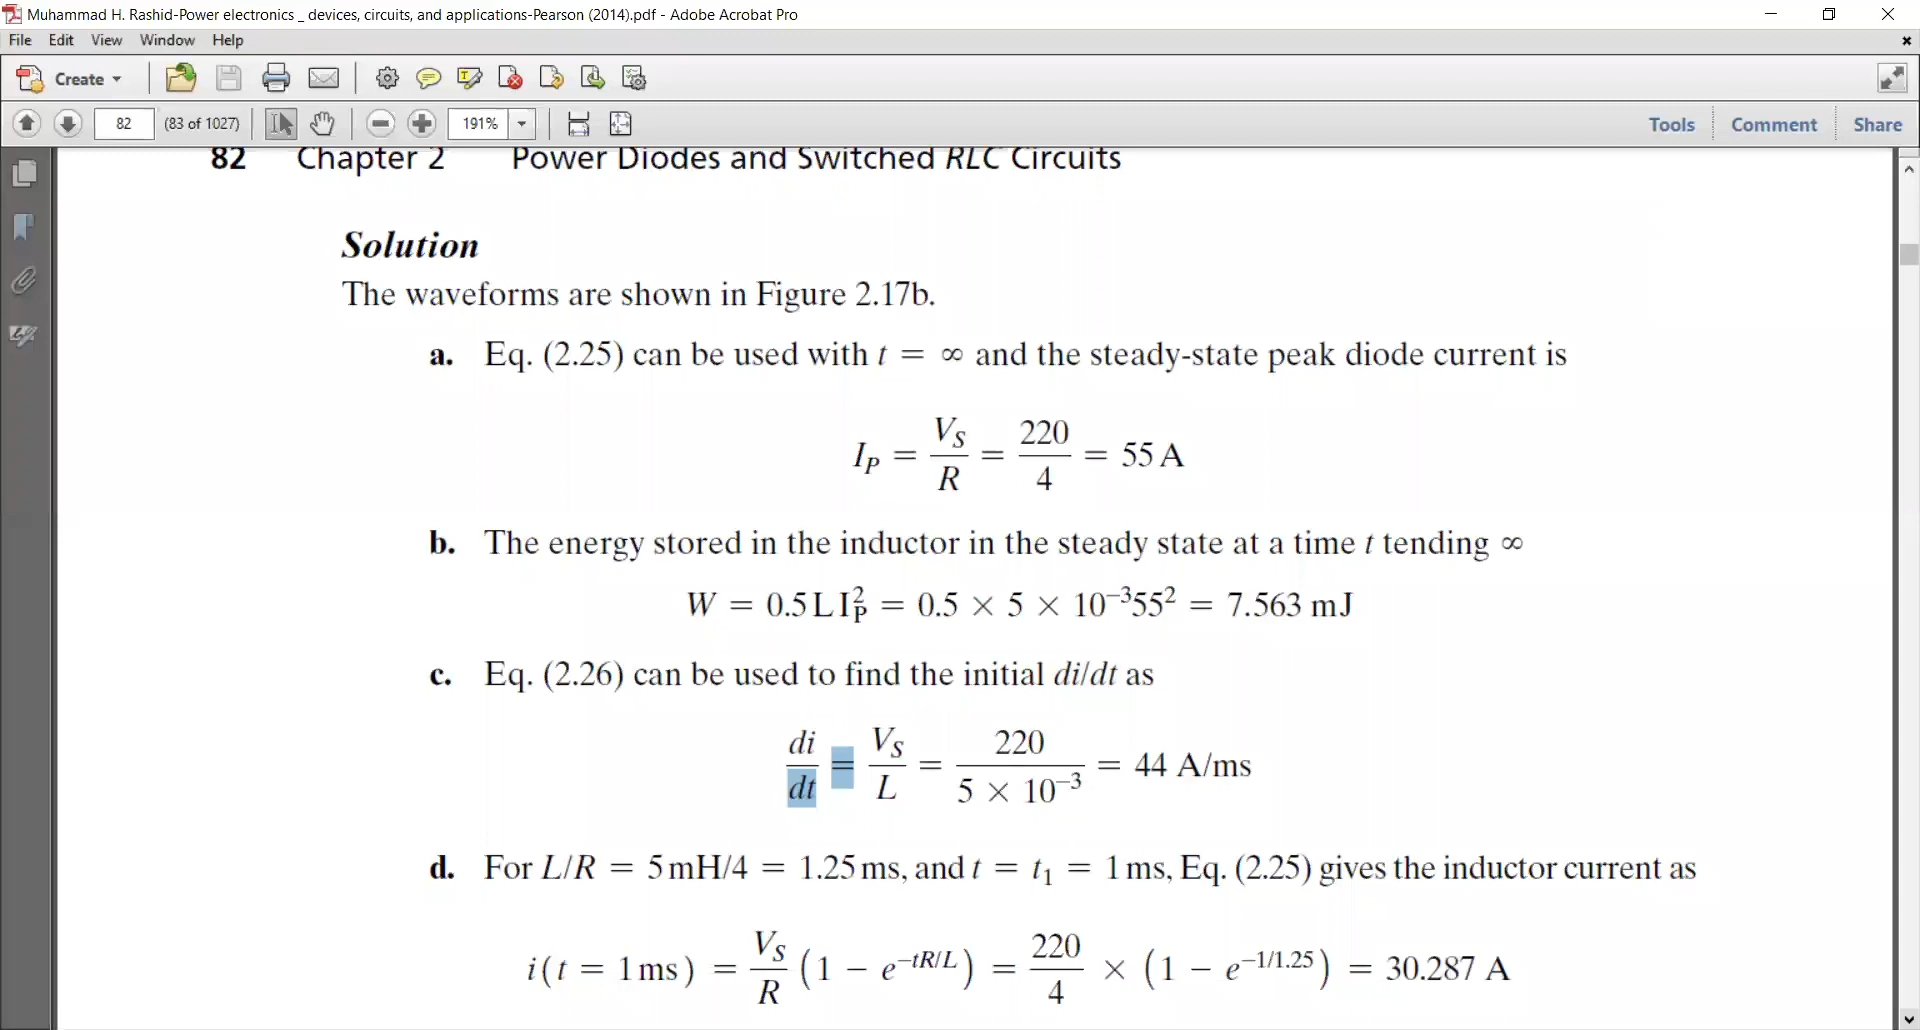 Muhammad H. Rashid-Power electronics _ devices, circuits, and applications-Pearson (2014).pdf - Adobe Acrobat Pro
File Edit View Window Help
Create
82 (83 of 1027) 191% Tools Comment Share
82 Chapter 2 Power Diodes and Switched RLC Circuits
Solution
The waveforms are shown in Figure 2.17b.
a. Eq. (2.25) can be used with t = ∞ and the steady-state peak diode current is
I_P = V_S/R = 220/4 = 55 A
b. The energy stored in the inductor in the steady state at a time t tending ∞
W = 0.5 L I_P^2 = 0.5 × 5 × 10^−3 55^2 = 7.563 mJ
c. Eq. (2.26) can be used to find the initial di/dt as
di/dt = V_S/L = 220/(5 × 10^−3) = 44 A/ms
d. For L/R = 5 mH/4 = 1.25 ms, and t = t_1 = 1 ms, Eq. (2.25) gives the inductor current as
i(t = 1 ms) = V_S/R (1 − e^−tR/L) = 220/4 × (1 − e^−1/1.25) = 30.287 A